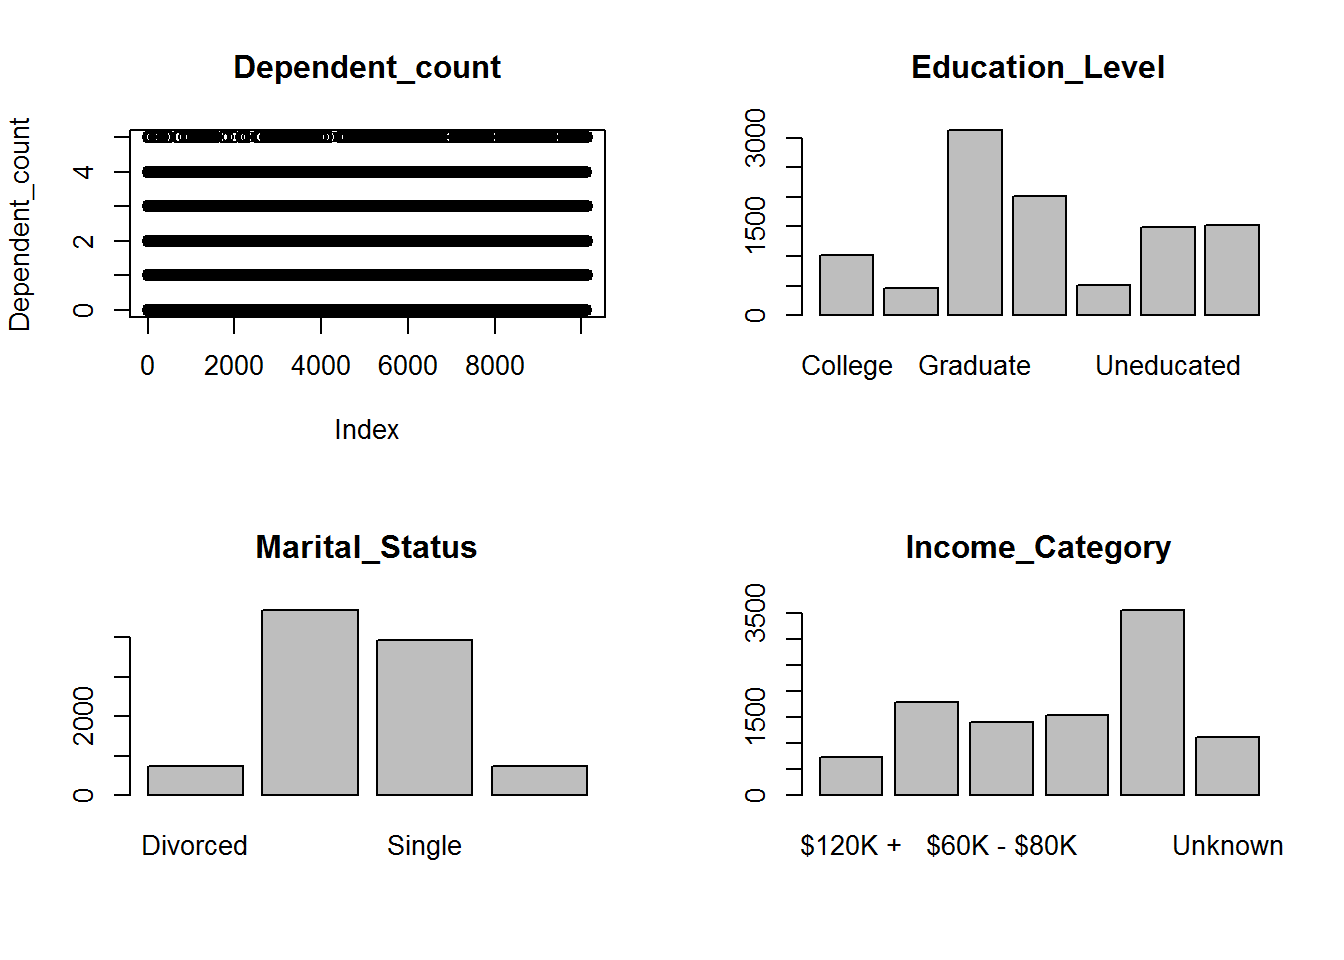 Dependent_count
Dependent_count
0
2
4
0 2000 4000 6000 8000
Index
Education_Level
0
1500
3000
College Graduate Uneducated
Marital_Status
0
2000
Divorced Single
Income_Category
0
1500
3500
$120K + $60K - $80K Unknown